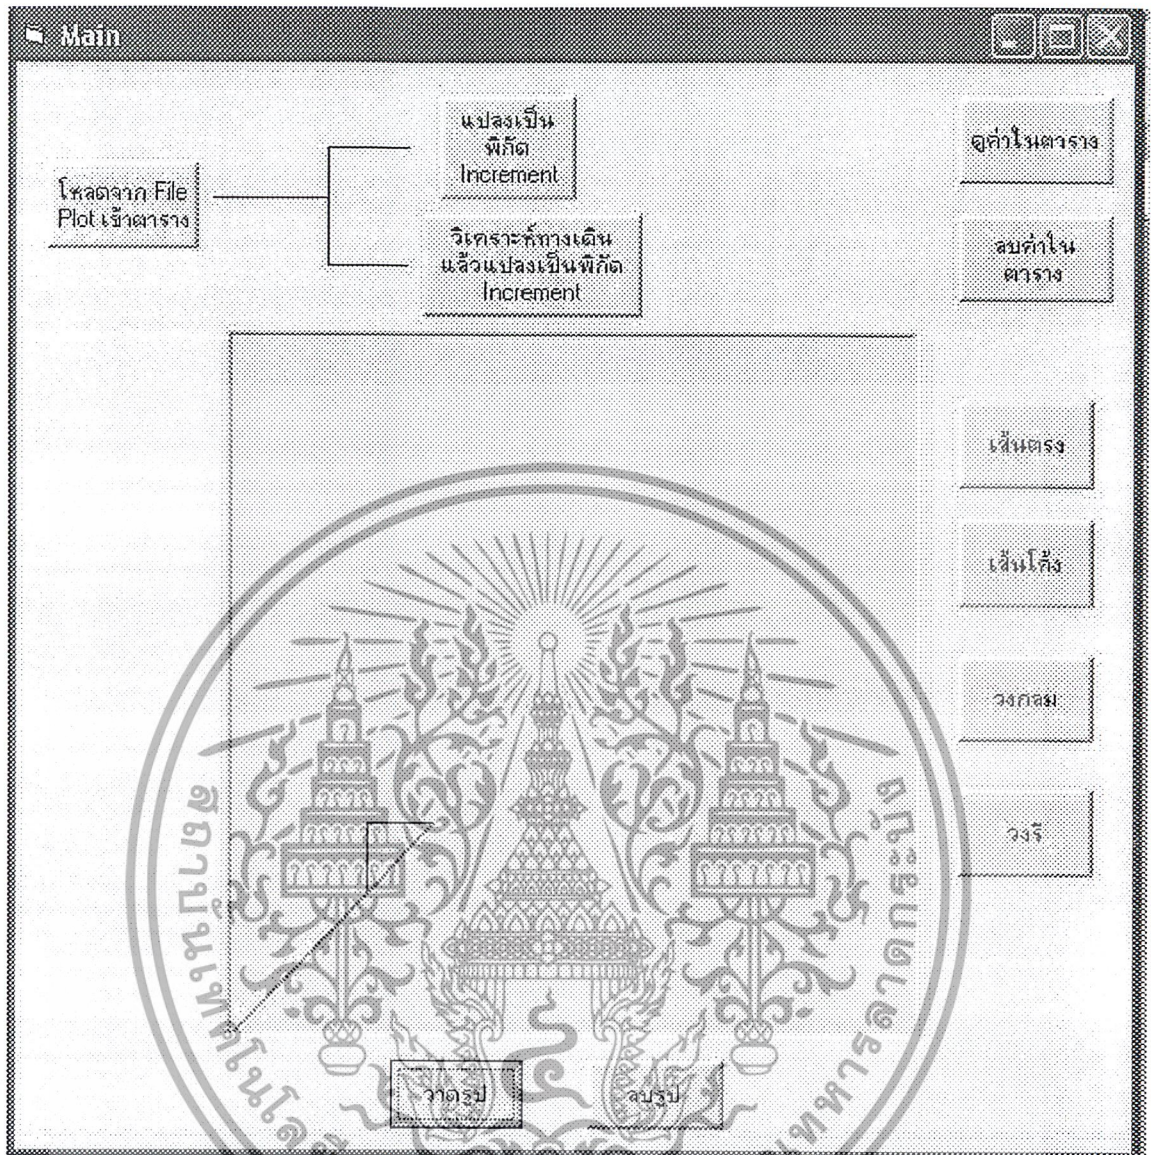 Main
แปลงเป็น
พิกัด
Increment
ดูค่าในตาราง
โหลดจาก File
Plot เข้าตาราง
วิเคราะห์ทางเดิน
แล้วแปลงเป็นพิกัด
Increment
ลบค่าใน
ตาราง
เส้นตรง
เส้นโค้ง
วงกลม
วงรี
วาดรูป
ลบรูป